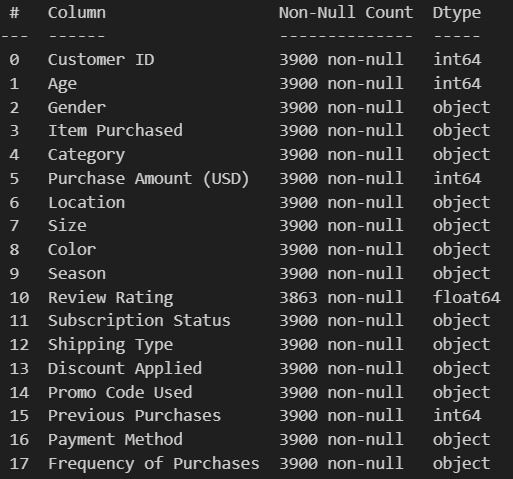 #   Column                  Non-Null Count  Dtype
---  ------                  --------------  -----
0   Customer ID             3900 non-null   int64
1   Age                     3900 non-null   int64
2   Gender                  3900 non-null   object
3   Item Purchased          3900 non-null   object
4   Category                3900 non-null   object
5   Purchase Amount (USD)   3900 non-null   int64
6   Location                3900 non-null   object
7   Size                    3900 non-null   object
8   Color                   3900 non-null   object
9   Season                  3900 non-null   object
10  Review Rating           3863 non-null   float64
11  Subscription Status     3900 non-null   object
12  Shipping Type           3900 non-null   object
13  Discount Applied        3900 non-null   object
14  Promo Code Used         3900 non-null   object
15  Previous Purchases      3900 non-null   int64
16  Payment Method          3900 non-null   object
17  Frequency of Purchases  3900 non-null   object